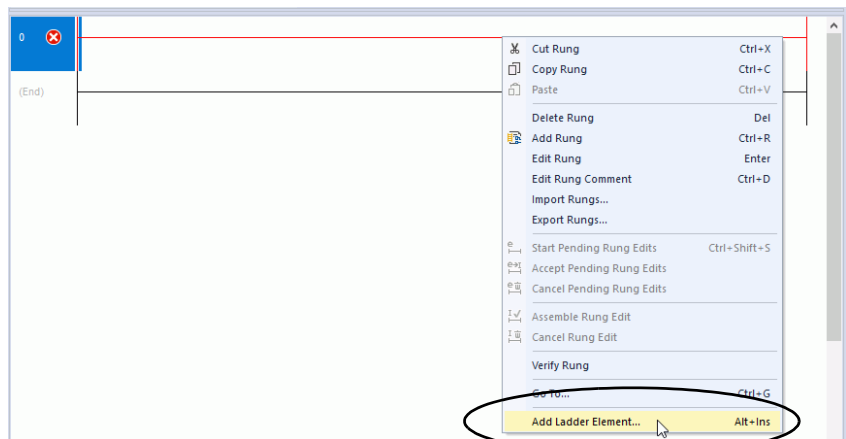 0
(End)
Cut Rung Ctrl+X
Copy Rung Ctrl+C
Paste Ctrl+V
Delete Rung Del
Add Rung Ctrl+R
Edit Rung Enter
Edit Rung Comment Ctrl+D
Import Rungs...
Export Rungs...
Start Pending Rung Edits Ctrl+Shift+S
Accept Pending Rung Edits
Cancel Pending Rung Edits
Assemble Rung Edit
Cancel Rung Edit
Verify Rung
Go To... Ctrl+G
Add Ladder Element... Alt+Ins